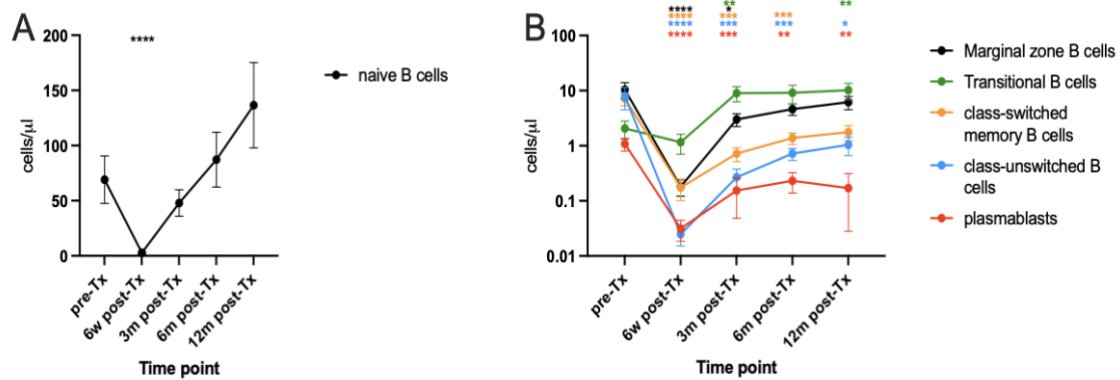 A
200
150
100
50
0
cells/µl
****
pre-Tx
6w post-Tx
3m post-Tx
6m post-Tx
12m post-Tx
Time point
naive B cells
B
**
**
****
*
****
***
***
****
***
***
*
****
***
**
**
100
10
1
0.1
0.01
cells/µl
pre-Tx
6w post-Tx
3m post-Tx
6m post-Tx
12m post-Tx
Time point
Marginal zone B cells
Transitional B cells
class-switched
memory B cells
class-unswitched B
cells
plasmablasts